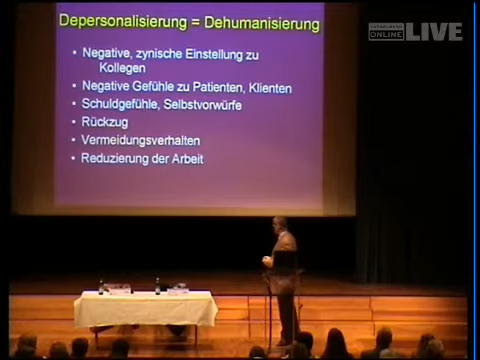 Depersonalisierung = Dehumanisierung
• Negative, zynische Einstellung zu
Kollegen
• Negative Gefühle zu Patienten, Klienten
• Schuldgefühle, Selbstvorwürfe
• Rückzug
• Vermeidungsverhalten
• Reduzierung der Arbeit
ONLINE LIVE